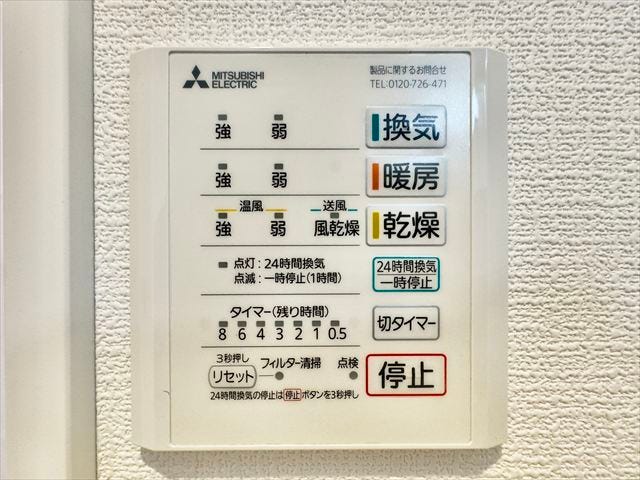 MITSUBISHI
ELECTRIC
製品に関するお問合せ
TEL:0120-726-471
強 弱 換気
強 弱 暖房
温風 送風
強 弱 風乾燥 乾燥
点灯:24時間換気
点滅:一時停止(1時間)
24時間換気
一時停止
タイマー(残り時間)
8 6 4 3 2 1 0.5
切タイマー
3秒押し
リセット フィルター清掃 点検
停止
24時間換気の停止は停止ボタンを3秒押し